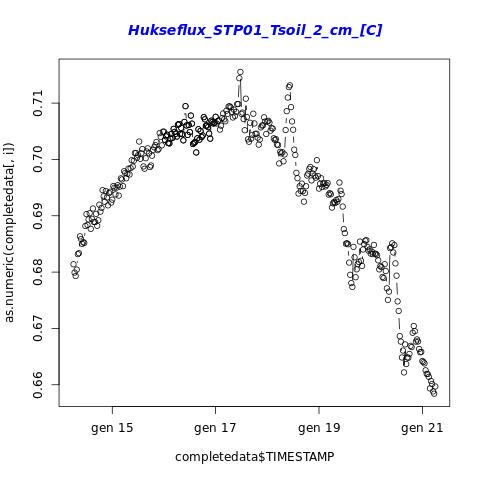 Hukseflux_STP01_Tsoil_2_cm_[C]
as.numeric(completedata[, i])
0.71
0.70
0.69
0.68
0.67
0.66
gen 15
gen 17
gen 19
gen 21
completedata$TIMESTAMP